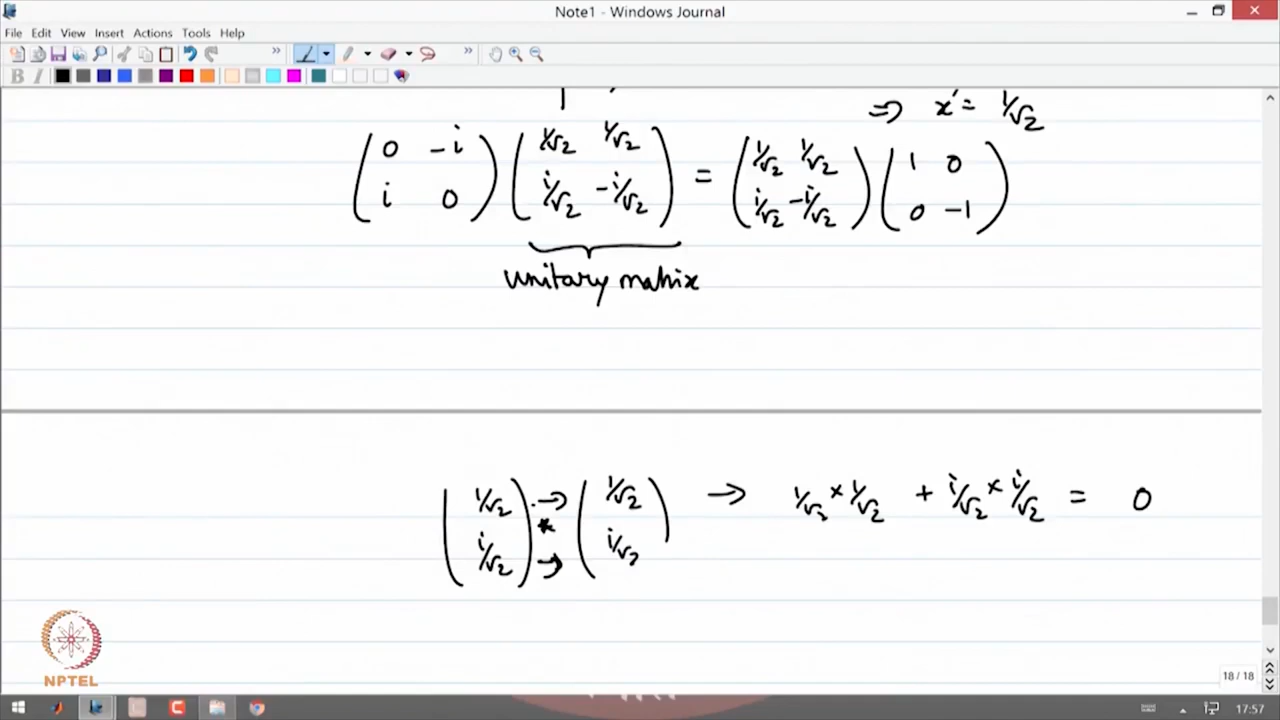 Note1 - Windows Journal
File Edit View Insert Actions Tools Help
⇒ x' = 1/√2
(0 -i; i 0) (1/√2 1/√2; i/√2 -i/√2) = (1/√2 1/√2; i/√2 -i/√2) (1 0; 0 -1)
unitary matrix
(1/√2; i/√2) * (1/√2; i/√2) → 1/√2 × 1/√2 + i/√2 × i/√2 = 0
NPTEL
18 / 18
17:57